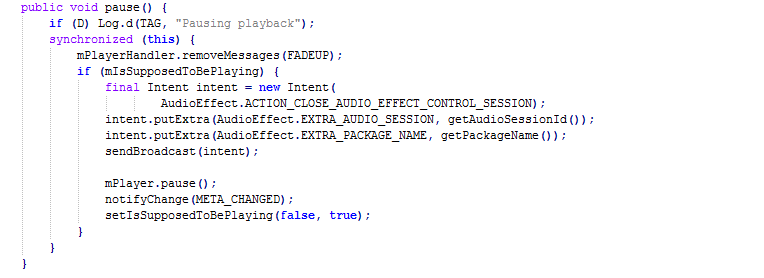 public void pause() {
    if (D) Log.d(TAG, "Pausing playback");
    synchronized (this) {
        mPlayerHandler.removeMessages(FADEUP);
        if (mIsSupposedToBePlaying) {
            final Intent intent = new Intent(
                    AudioEffect.ACTION_CLOSE_AUDIO_EFFECT_CONTROL_SESSION);
            intent.putExtra(AudioEffect.EXTRA_AUDIO_SESSION, getAudioSessionId());
            intent.putExtra(AudioEffect.EXTRA_PACKAGE_NAME, getPackageName());
            sendBroadcast(intent);

            mPlayer.pause();
            notifyChange(META_CHANGED);
            setIsSupposedToBePlaying(false, true);
        }
    }
}